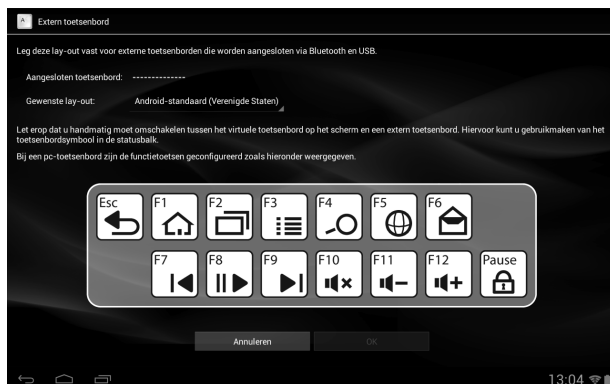 Extern toetsenbord
Leg deze lay-out vast voor externe toetsenborden die worden aangesloten via Bluetooth en USB.
Aangesloten toetsenbord: --------------
Gewenste lay-out: Android-standaard (Verenigde Staten)
Let erop dat u handmatig moet omschakelen tussen het virtuele toetsenbord op het scherm en een extern toetsenbord. Hiervoor kunt u gebruikmaken van het
toetsenbordsymbool in de statusbalk.
Bij een pc-toetsenbord zijn de functietoetsen geconfigureerd zoals hieronder weergegeven.
Esc F1 F2 F3 F4 F5 F6
F7 F8 F9 F10 F11 F12 Pause
Annuleren OK
13:04